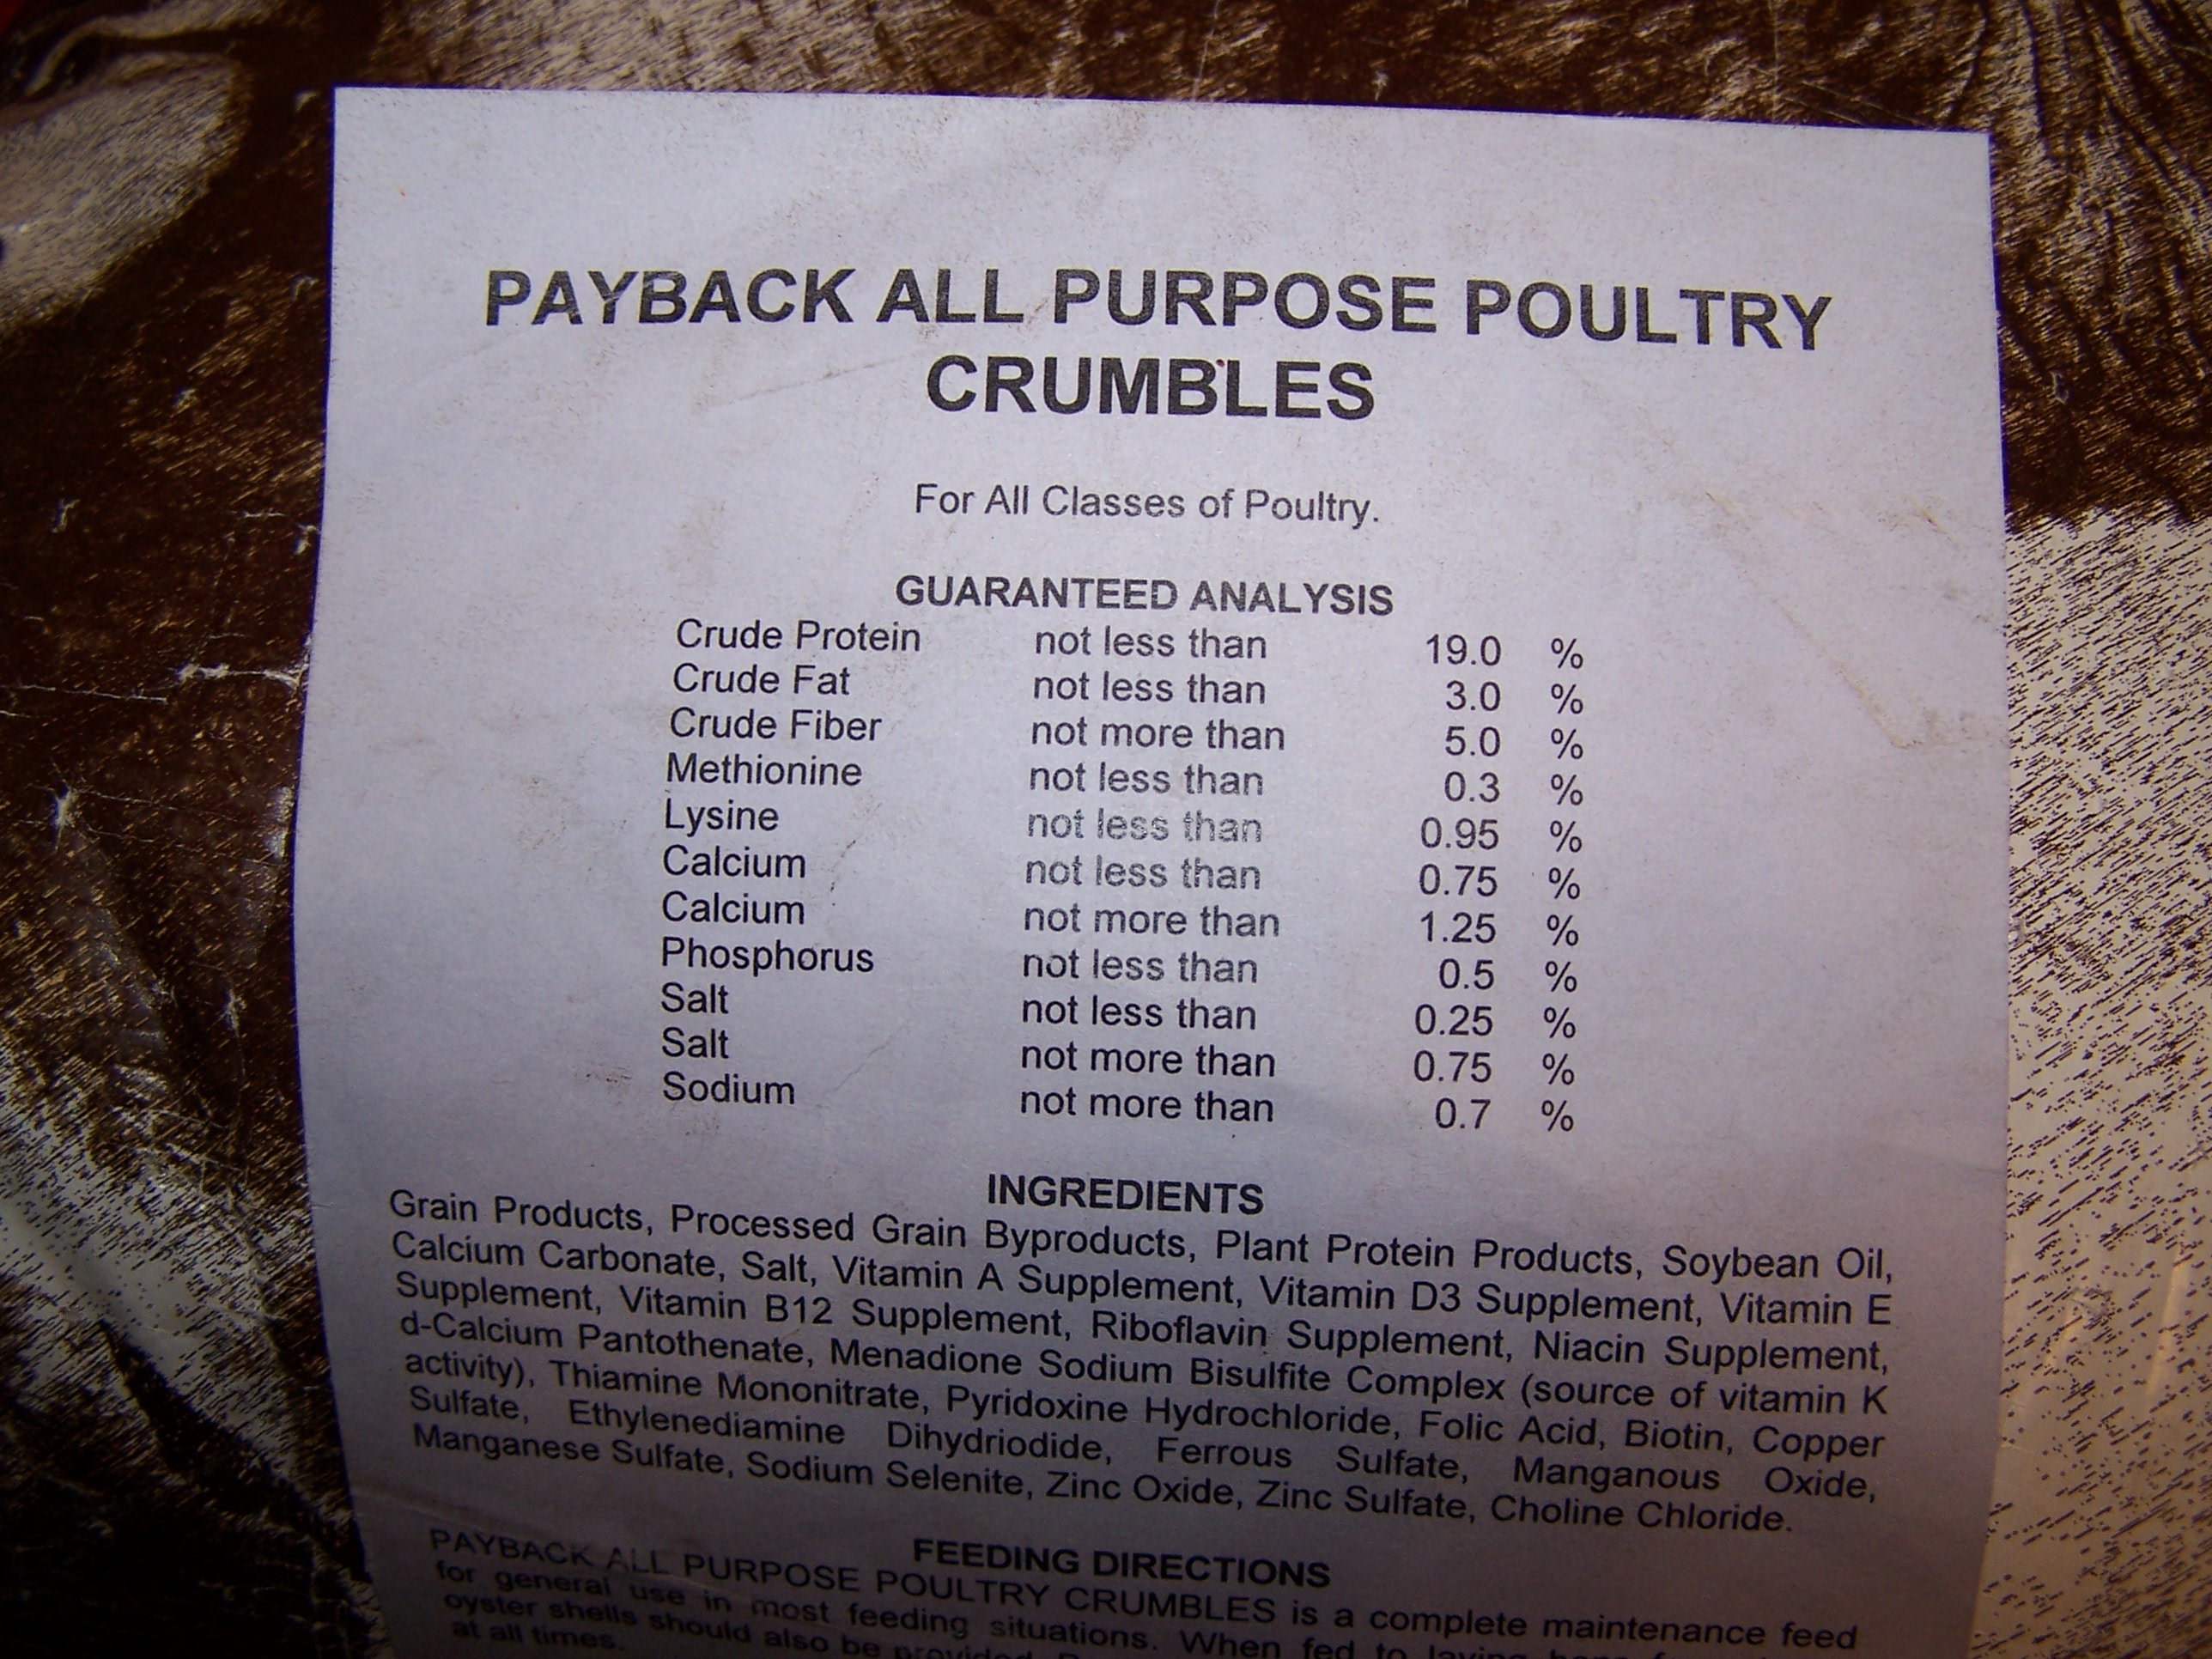 PAYBACK ALL PURPOSE POULTRY
CRUMBLES
For All Classes of Poultry.
GUARANTEED ANALYSIS
Crude Protein not less than 19.0 %
Crude Fat not less than 3.0 %
Crude Fiber not more than 5.0 %
Methionine not less than 0.3 %
Lysine not less than 0.95 %
Calcium not less than 0.75 %
Calcium not more than 1.25 %
Phosphorus not less than 0.5 %
Salt not less than 0.25 %
Salt not more than 0.75 %
Sodium not more than 0.7 %
INGREDIENTS
Grain Products, Processed Grain Byproducts, Plant Protein Products, Soybean Oil,
Calcium Carbonate, Salt, Vitamin A Supplement, Vitamin D3 Supplement, Vitamin E
Supplement, Vitamin B12 Supplement, Riboflavin Supplement, Niacin Supplement,
d-Calcium Pantothenate, Menadione Sodium Bisulfite Complex (source of vitamin K
activity), Thiamine Mononitrate, Pyridoxine Hydrochloride, Folic Acid, Biotin, Copper
Sulfate, Ethylenediamine Dihydriodide, Ferrous Sulfate, Manganous Oxide,
Manganese Sulfate, Sodium Selenite, Zinc Oxide, Zinc Sulfate, Choline Chloride.
FEEDING DIRECTIONS
PAYBACK ALL PURPOSE POULTRY CRUMBLES is a complete maintenance feed
for general use in most feeding situations. When fed to laying hens
oyster shells should also be provided
at all times.